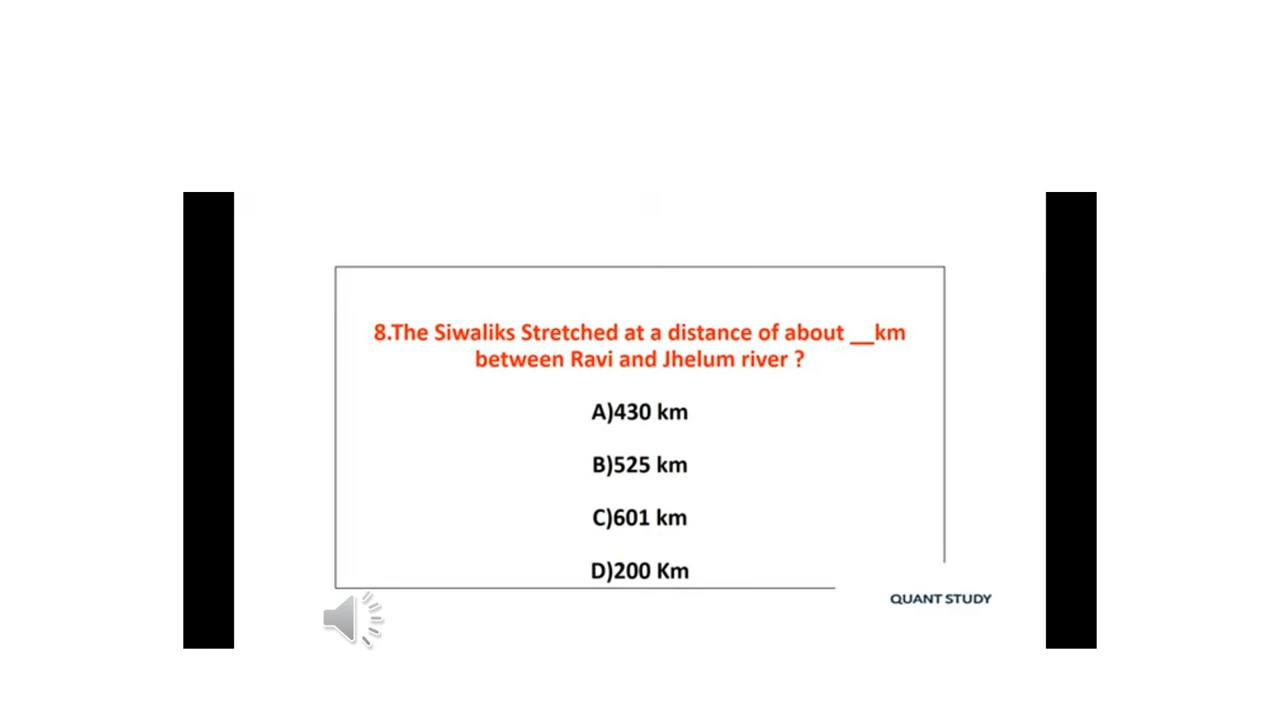 8.The Siwaliks Stretched at a distance of about __km
between Ravi and Jhelum river ?
A)430 km
B)525 km
C)601 km
D)200 Km
QUANT STUDY